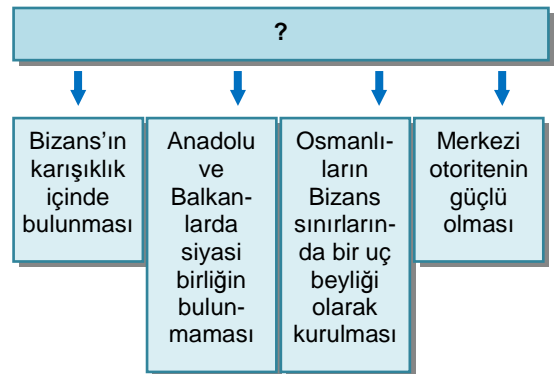 ?
Bizans’ın
karışıklık
içinde
bulunması
Anadolu
ve
Balkan-
larda
siyasi
birliğin
bulun-
maması
Osmanlı-
ların
Bizans
sınırların-
da bir uç
beyliği
olarak
kurulması
Merkezi
otoritenin
güçlü
olması